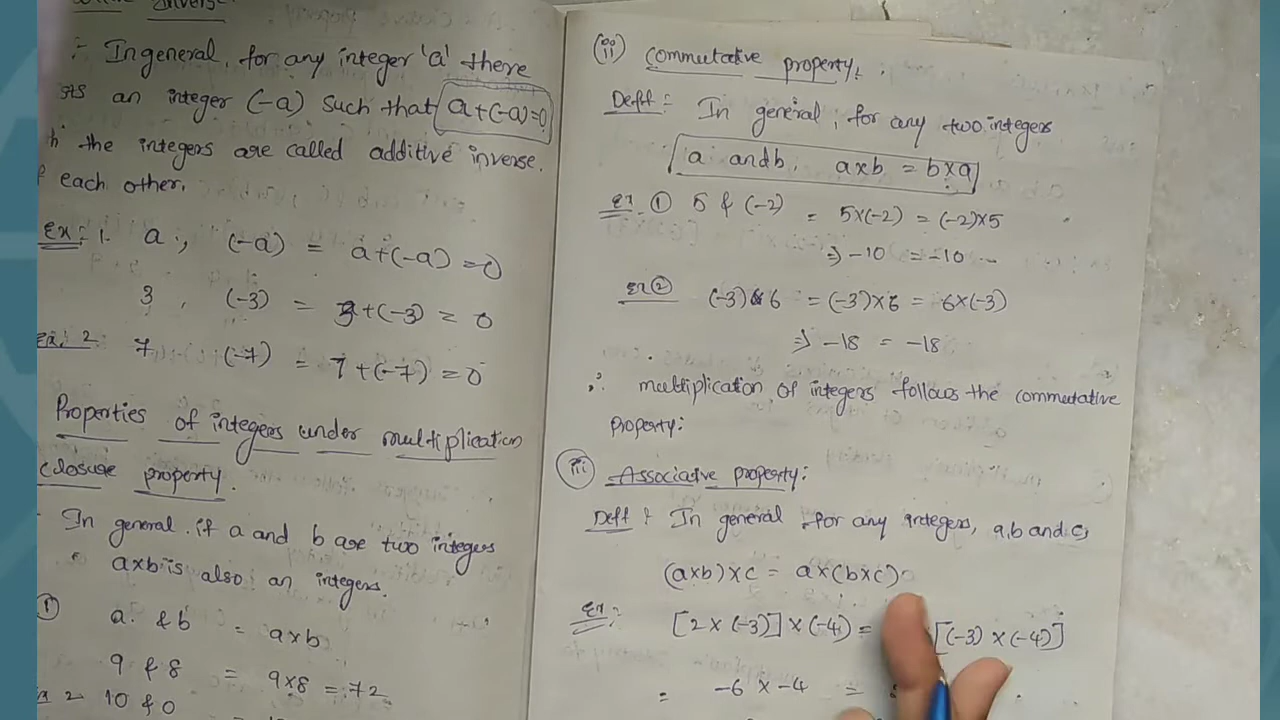 Inverse
∴ In general, for any integer 'a' there
an integer (-a) such that a+(-a)=0
the integers are called additive inverse.
each other.
Ex:- 1. a , (-a) = a+(-a)=0
3 , (-3) = 3+(-3) = 0
Ex. 2 7 (-7) = 7+(-7)=0
Properties of integers under multiplication
closure property.
In general. if a and b are two integers
axb is also an integers.
① a & b = axb
9 & 8 = 9x8 = 72
2 10 & 0
(ii) Commutative property:
Deff: In general, for any two integers
a and b, axb = bxa
Ex. ① 5 & (-2) = 5x(-2) = (-2)x5
⇒ -10 = -10
Ex ② (-3) & 6 = (-3)x6 = 6x(-3)
⇒ -18 = -18
∴ multiplication of integers follows the commutative
Property:
(iii) Associative property:
Deff: In general for any integers, a,b and c,
(axb)xc = ax(bxc)
Ex: [2x(-3)]x(-4) = [(-3)x(-4)]
= -6 x -4 =